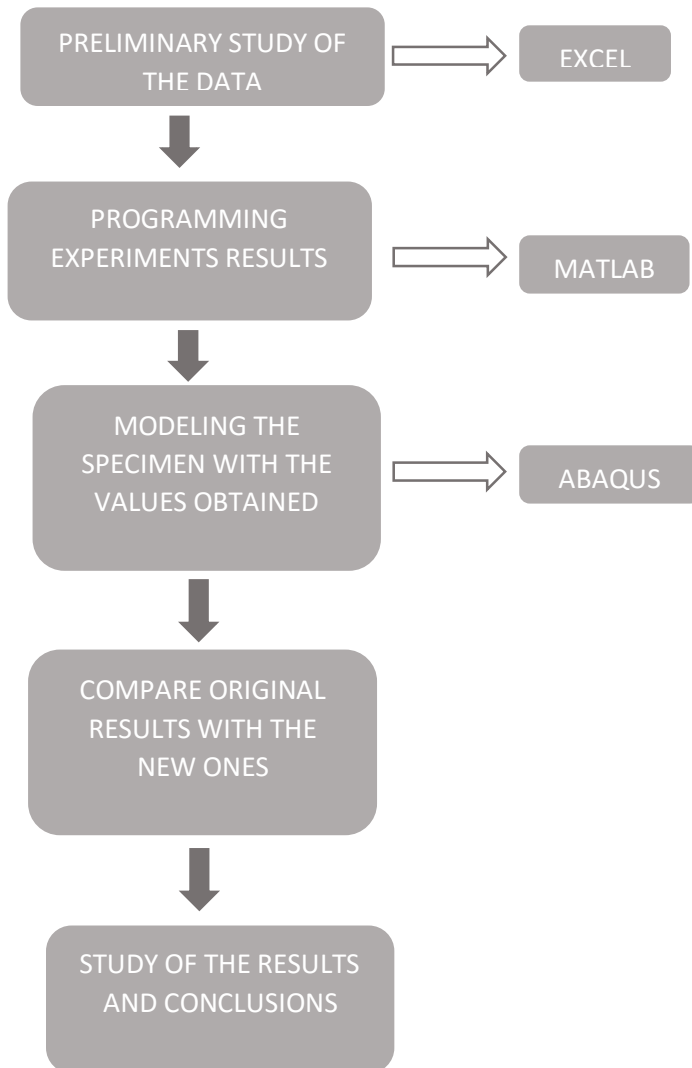 PRELIMINARY STUDY OF
THE DATA
EXCEL
PROGRAMMING
EXPERIMENTS RESULTS
MATLAB
MODELING THE
SPECIMEN WITH THE
VALUES OBTAINED
ABAQUS
COMPARE ORIGINAL
RESULTS WITH THE
NEW ONES
STUDY OF THE RESULTS
AND CONCLUSIONS